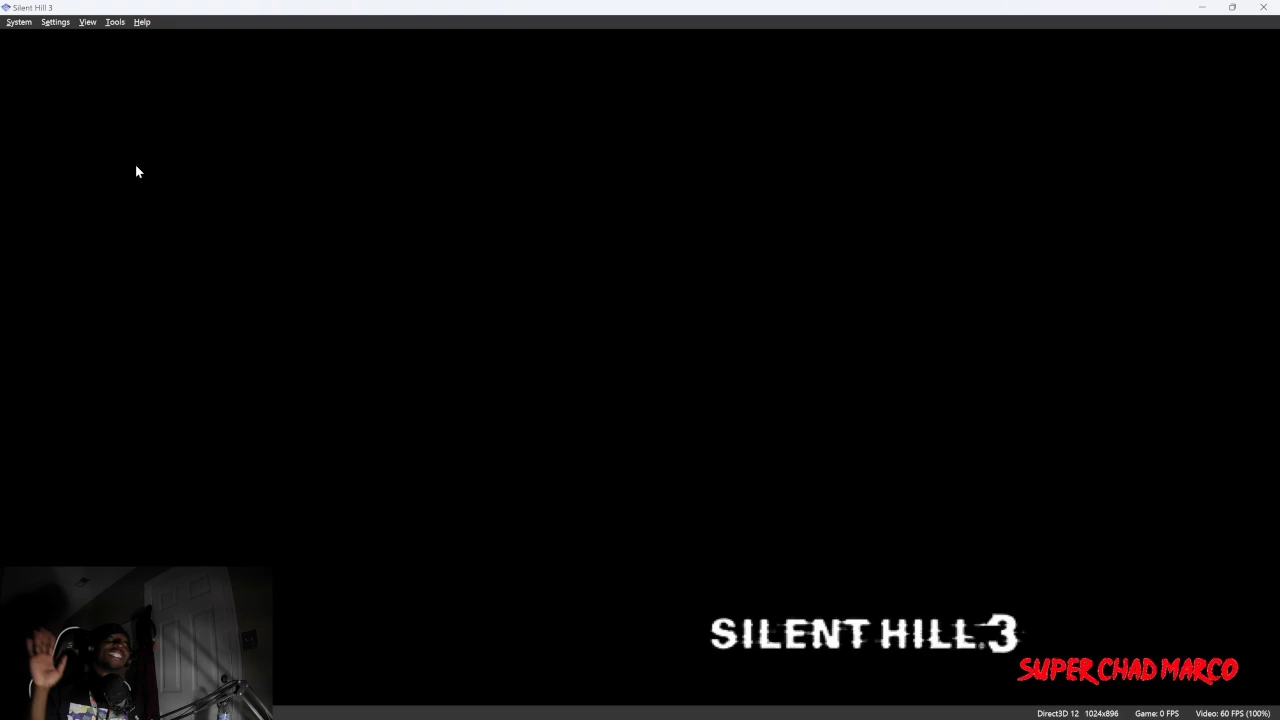 Silent Hill 3
System Settings View Tools Help
SILENT HILL 3
SUPER CHAD MARCO
Direct3D 12 1024x896 Game: 0 FPS Video: 60 FPS (100%)